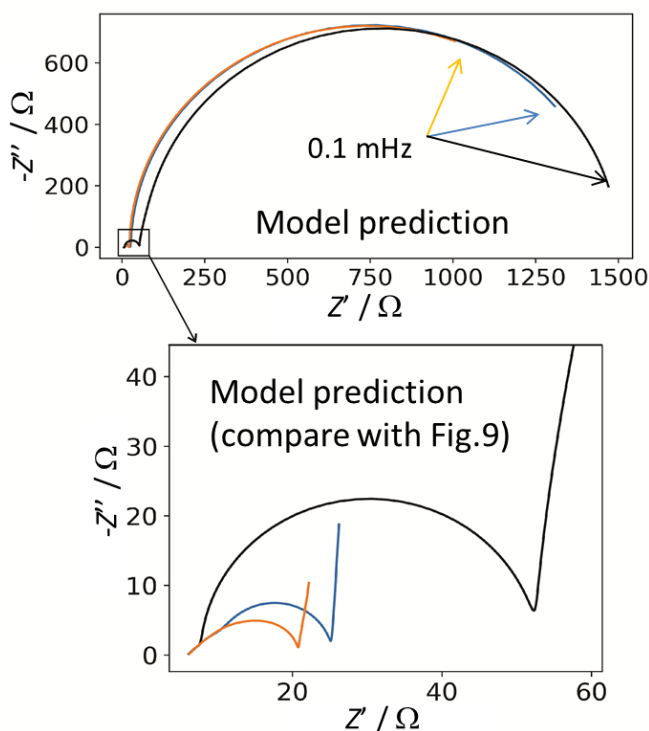 600
400
200
0
-Z" / Ω
0.1 mHz
Model prediction
0 250 500 750 1000 1250 1500
Z' / Ω
40
30
20
10
0
-Z" / Ω
Model prediction
(compare with Fig.9)
20 40 60
Z' / Ω